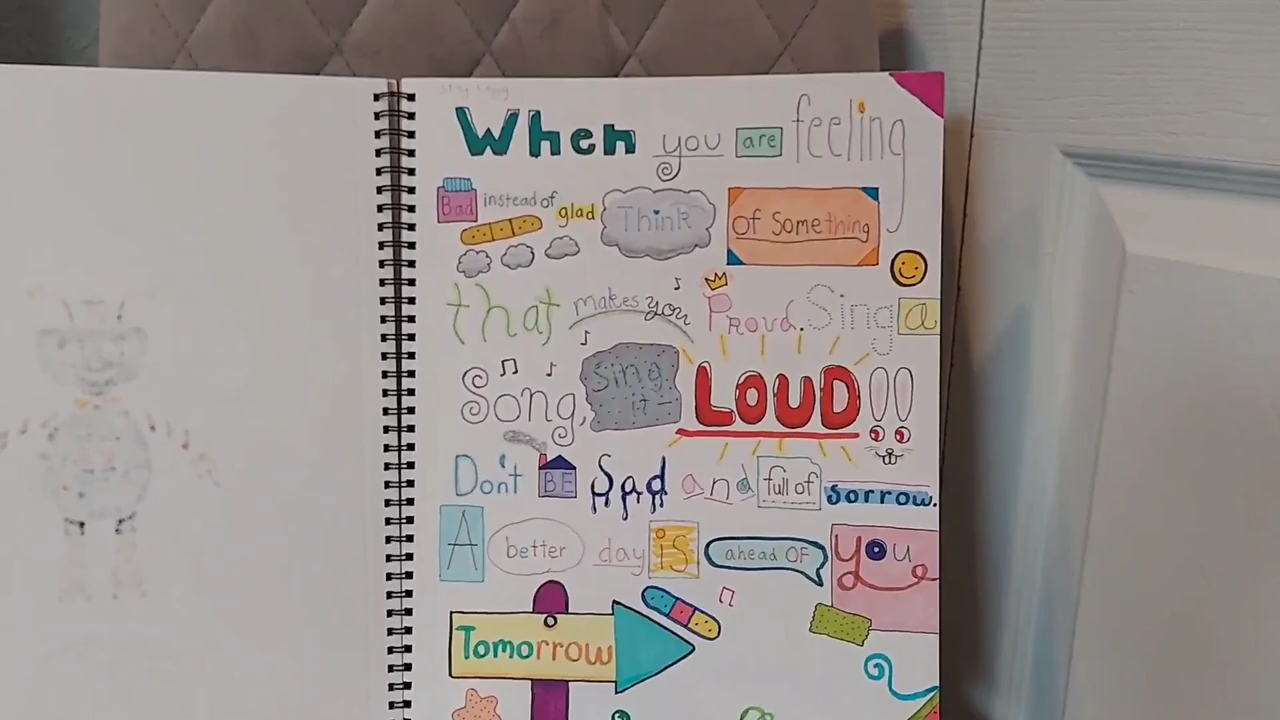 When you are feeling
Bad instead of glad Think of Something
that makes you Proud. Sing a
Song, Sing it - LOUD!!
Don't BE Sad and full of sorrow.
A better day is ahead OF you
Tomorrow